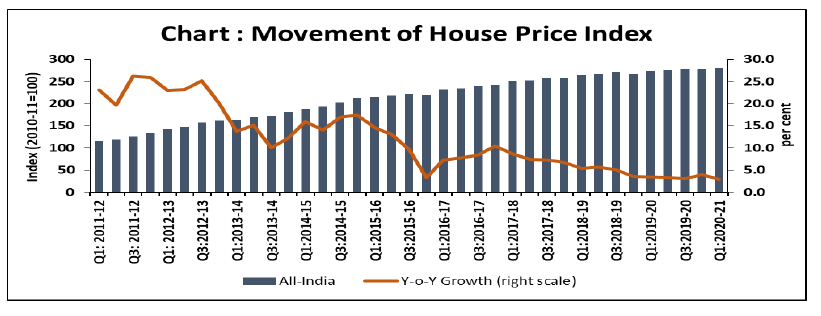 Chart : Movement of House Price Index
Index (2010-11=100)
300
250
200
150
100
50
0
30.0
25.0
20.0
15.0
10.0
5.0
0.0
per cent
Q1: 2011-12
Q3: 2011-12
Q1: 2012-13
Q3:2012-13
Q1:2013-14
Q3:2013-14
Q1:2014-15
Q3:2014-15
Q1:2015-16
Q3:2015-16
Q1:2016-17
Q3:2016-17
Q1:2017-18
Q3:2017-18
Q1:2018-19
Q3:2018-19
Q1:2019-20
Q3:2019-20
Q1:2020-21
All-India
Y-o-Y Growth (right scale)